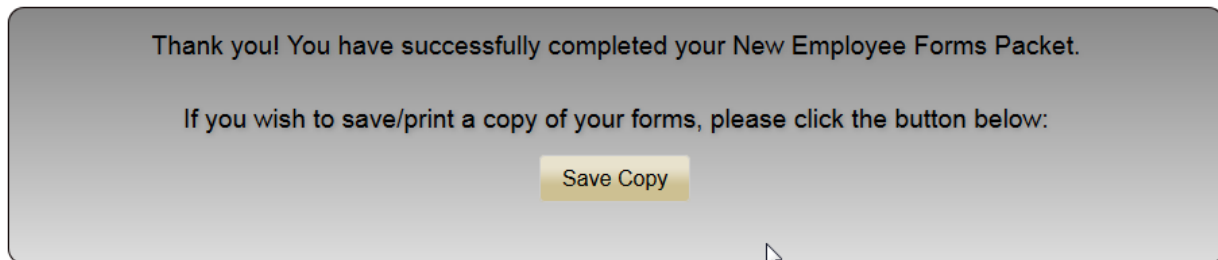 Thank you! You have successfully completed your New Employee Forms Packet.
If you wish to save/print a copy of your forms, please click the button below:
Save Copy